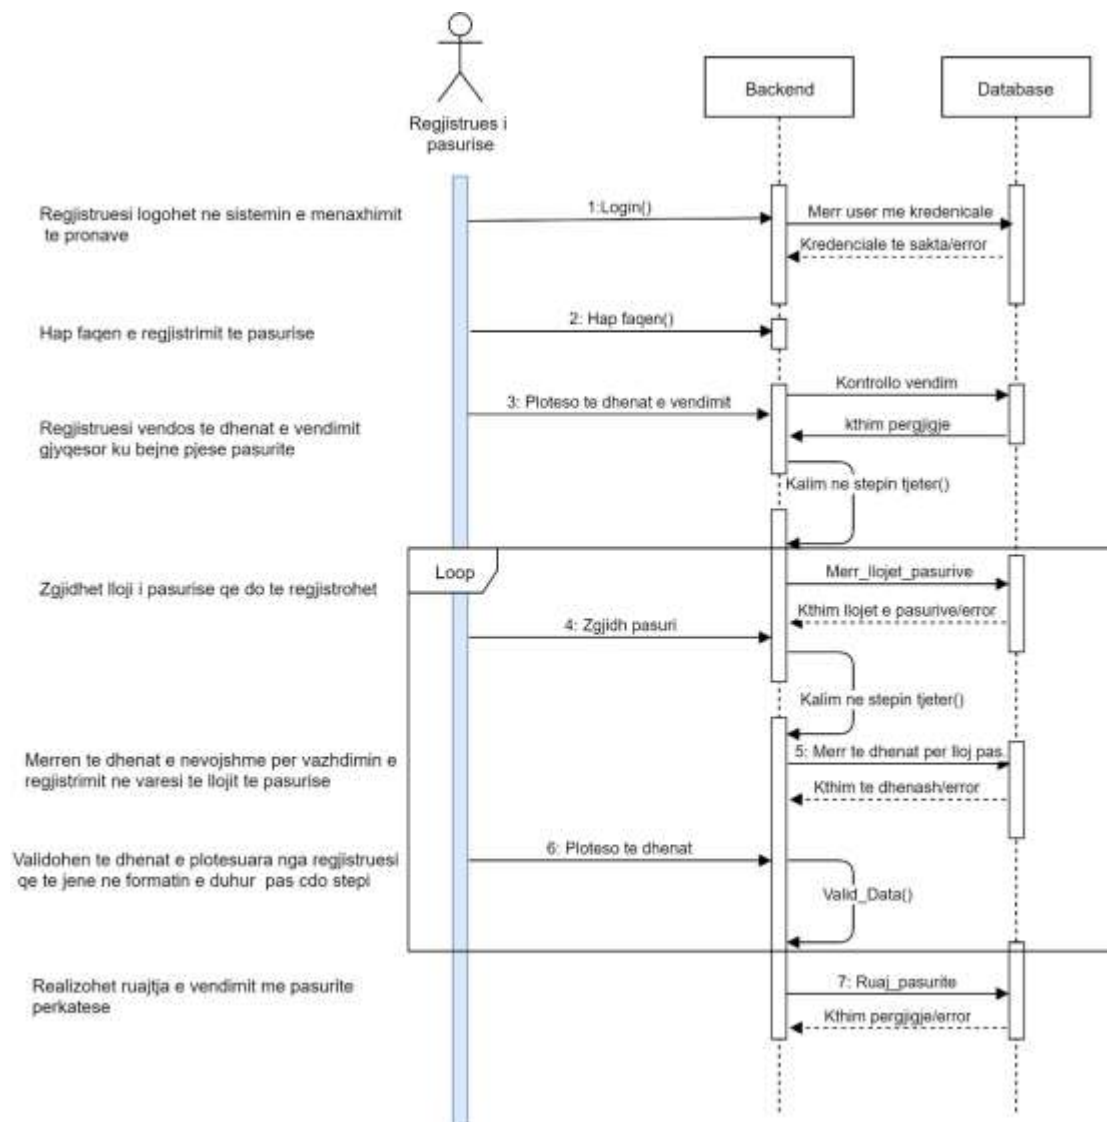 Regjistrues i
pasurise
Backend
Database
Regjistruesi logohet ne sistemin e menaxhimit
te pronave
1:Login()
Merr user me kredenicale
Kredenciale te sakta/error
Hap faqen e regjistrimit te pasurise
2: Hap faqen()
Kontrollo vendim
3: Ploteso te dhenat e vendimit
kthim pergjigje
Regjistruesi vendos te dhenat e vendimit
gjyqesor ku bejne pjese pasurite
Kalim ne stepin tjeter()
Loop
Merr_llojet_pasurive
Zgjidhet lloji i pasurise qe do te regjistrohet
Kthim llojet e pasurive/error
4: Zgjidh pasuri
Kalim ne stepin tjeter()
5: Merr te dhenat per lloj pas.
Merren te dhenat e nevojshme per vazhdimin e
regjistrimit ne varesi te llojit te pasurise
Kthim te dhenash/error
6: Ploteso te dhenat
Validohen te dhenat e plotesuara nga regjistruesi
qe te jene ne formatin e duhur pas cdo stepi
Valid_Data()
Realizohet ruajtja e vendimit me pasurite
perkatese
7: Ruaj_pasurite
Kthim pergjigje/error